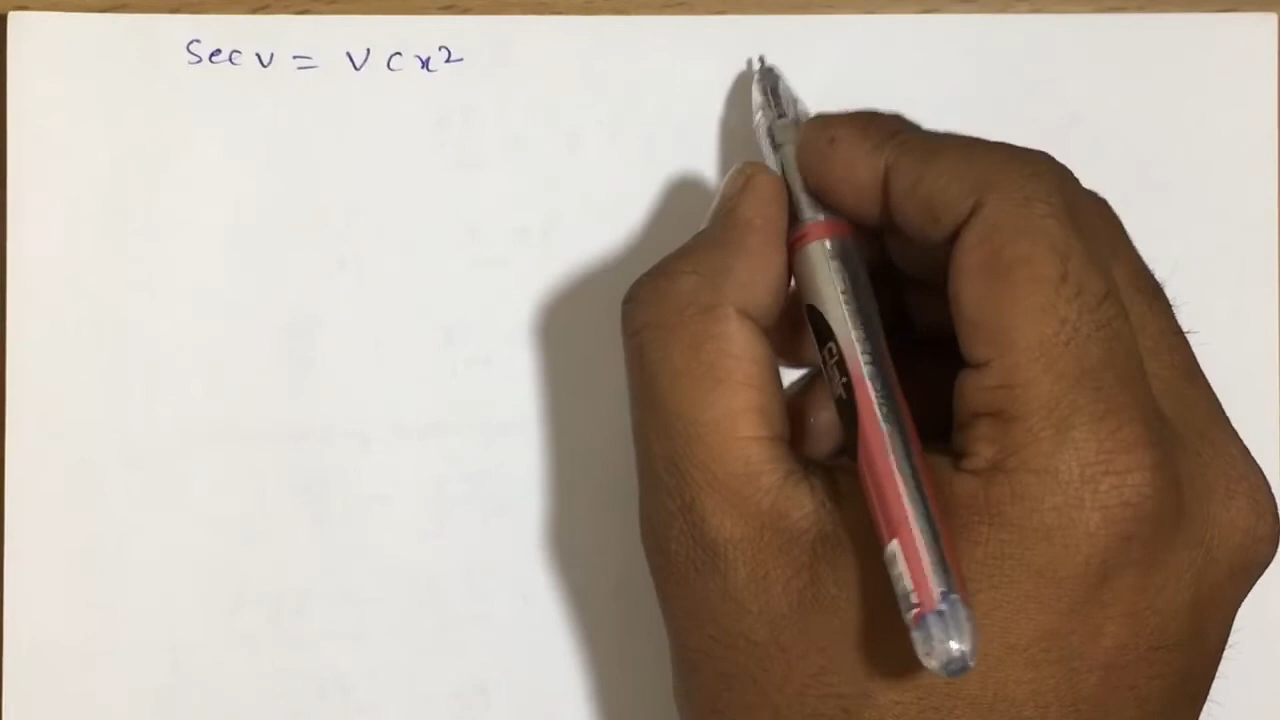 Sec v = v c x²